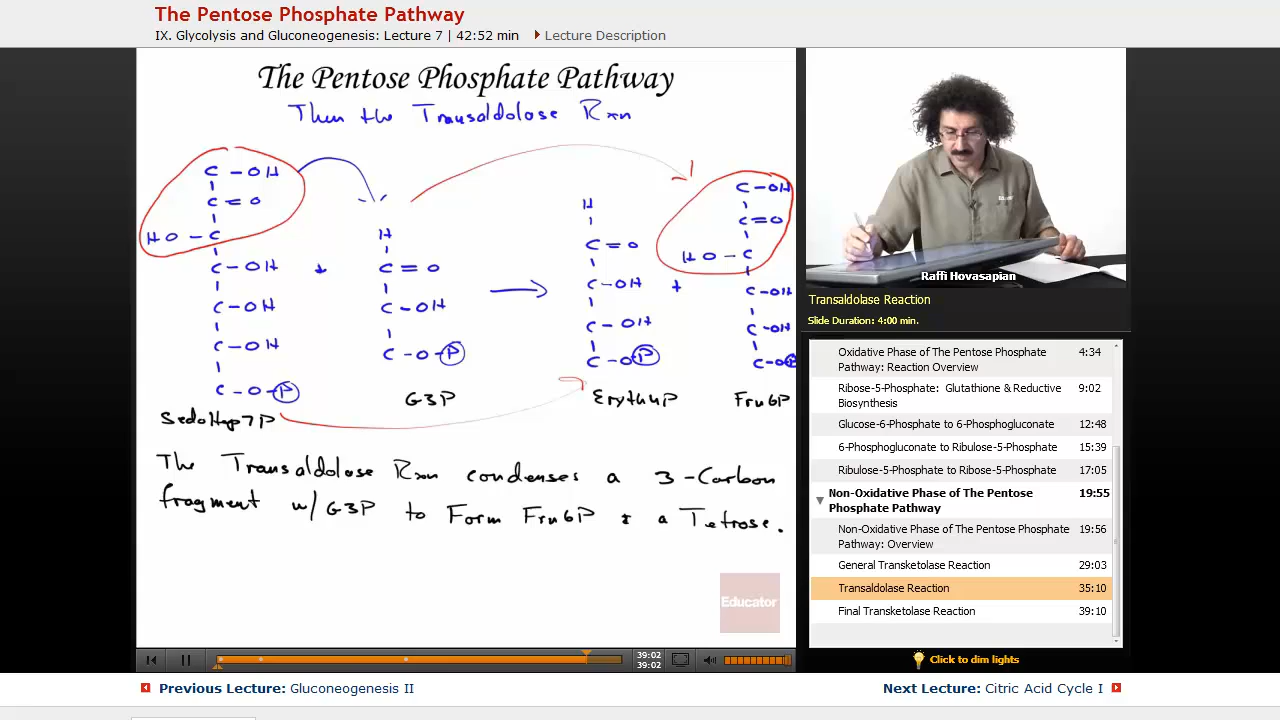 The Pentose Phosphate Pathway
IX. Glycolysis and Gluconeogenesis: Lecture 7 | 42:52 min Lecture Description
The Pentose Phosphate Pathway
Then the Transaldolase Rxn
C - OH
C = O
HO - C
C - OH
C - OH
C - OH
C - O - P
SedoHep7P
+
H
C = O
C - OH
C - O - P
G3P
H
C = O
C - OH
C - OH
C - O P
Eryth4P
+
C - OH
C = O
HO - C
C - OH
C - OH
C - O P
Fru6P
The Transaldolase Rxn condenses a 3-Carbon
fragment w/ G3P to Form Fru6P & a Tetrose.
Educator
Raffi Hovasapian
Transaldolase Reaction
Slide Duration: 4:00 min.
Oxidative Phase of The Pentose Phosphate Pathway: Reaction Overview 4:34
Ribose-5-Phosphate: Glutathione & Reductive Biosynthesis 9:02
Glucose-6-Phosphate to 6-Phosphogluconate 12:48
6-Phosphogluconate to Ribulose-5-Phosphate 15:39
Ribulose-5-Phosphate to Ribose-5-Phosphate 17:05
Non-Oxidative Phase of The Pentose Phosphate Pathway 19:55
Non-Oxidative Phase of The Pentose Phosphate Pathway: Overview 19:56
General Transketolase Reaction 29:03
Transaldolase Reaction 35:10
Final Transketolase Reaction 39:10
39:02
39:02
Click to dim lights
Previous Lecture: Gluconeogenesis II
Next Lecture: Citric Acid Cycle I